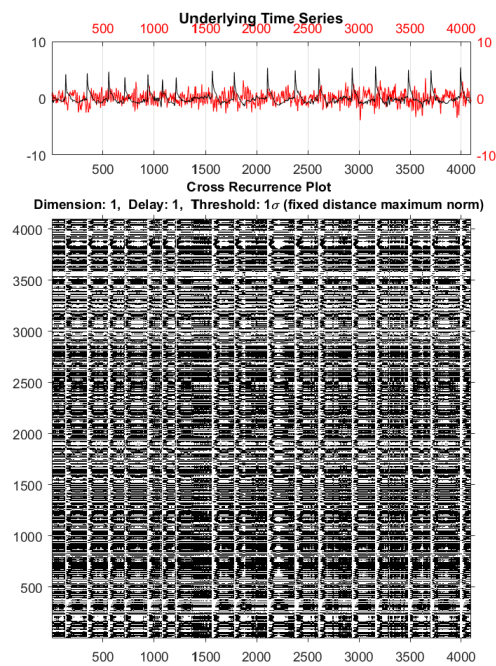 Underlying Time Series
500 1000 1500 2000 2500 3000 3500 4000
10 10
0 0
-10 -10
500 1000 1500 2000 2500 3000 3500 4000
Cross Recurrence Plot
Dimension: 1, Delay: 1, Threshold: 1σ (fixed distance maximum norm)
4000
3500
3000
2500
2000
1500
1000
500
500 1000 1500 2000 2500 3000 3500 4000